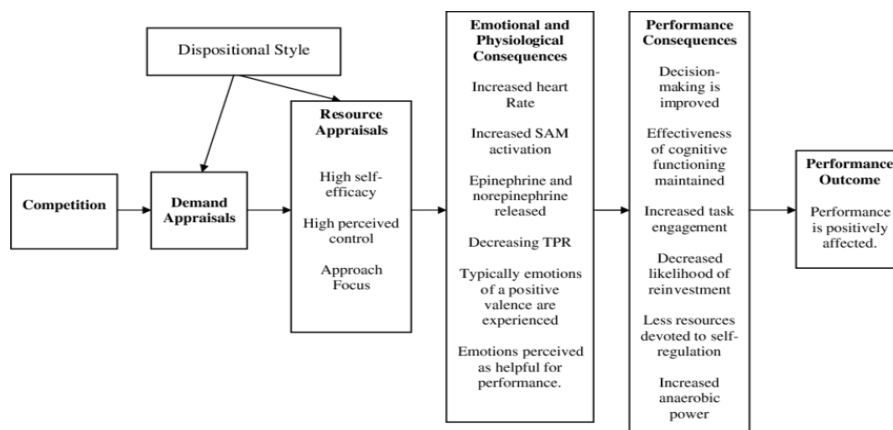 Dispositional Style
Competition
Demand
Appraisals
Resource
Appraisals
High self-
efficacy
High perceived
control
Approach
Focus
Emotional and
Physiological
Consequences
Increased heart
Rate
Increased SAM
activation
Epinephrine and
norepinephrine
released
Decreasing TPR
Typically emotions
of a positive
valence are
experienced
Emotions perceived
as helpful for
performance.
Performance
Consequences
Decision-
making is
improved
Effectiveness
of cognitive
functioning
maintained
Increased task
engagement
Decreased
likelihood of
reinvestment
Less resources
devoted to self-
regulation
Increased
anaerobic
power
Performance
Outcome
Performance
is positively
affected.